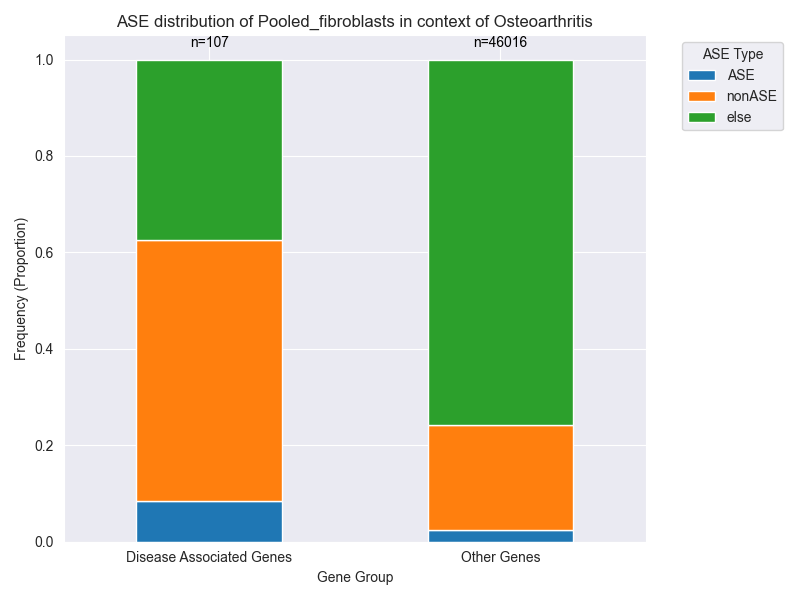 ASE distribution of Pooled_fibroblasts in context of Osteoarthritis
n=107
n=46016
ASE Type
ASE
nonASE
else
1.0
0.8
0.6
0.4
0.2
0.0
Frequency (Proportion)
Disease Associated Genes
Other Genes
Gene Group